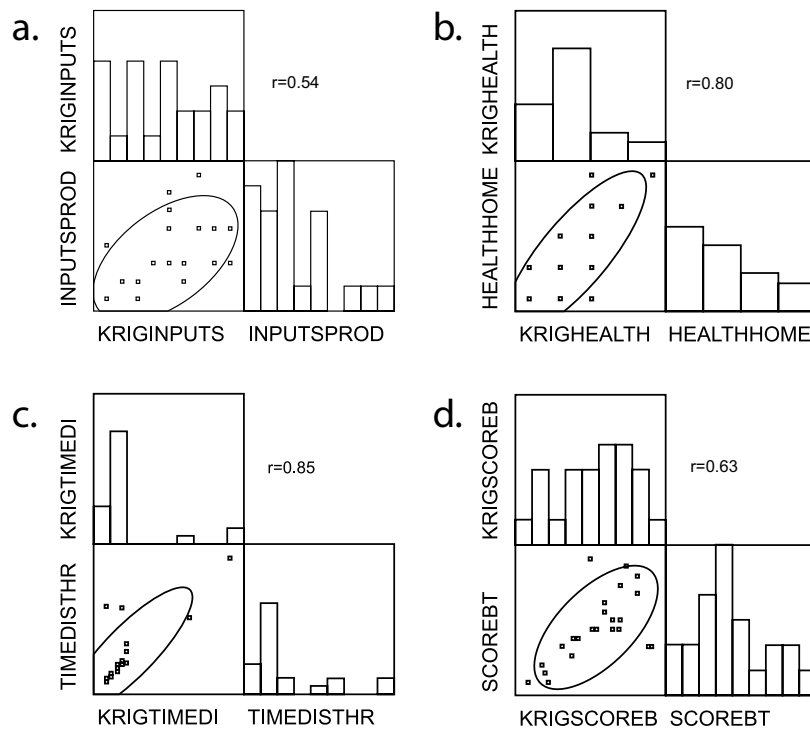 a.
KRIGINPUTS
r=0.54
INPUTSPROD
KRIGINPUTS INPUTSPROD
b.
KRIGHEALTH
r=0.80
HEALTHHOME
KRIGHEALTH HEALTHHOME
c.
KRIGTIMEDI
r=0.85
TIMEDISTHR
KRIGTIMEDI TIMEDISTHR
d.
KRIGSCOREB
r=0.63
SCOREBT
KRIGSCOREB SCOREBT